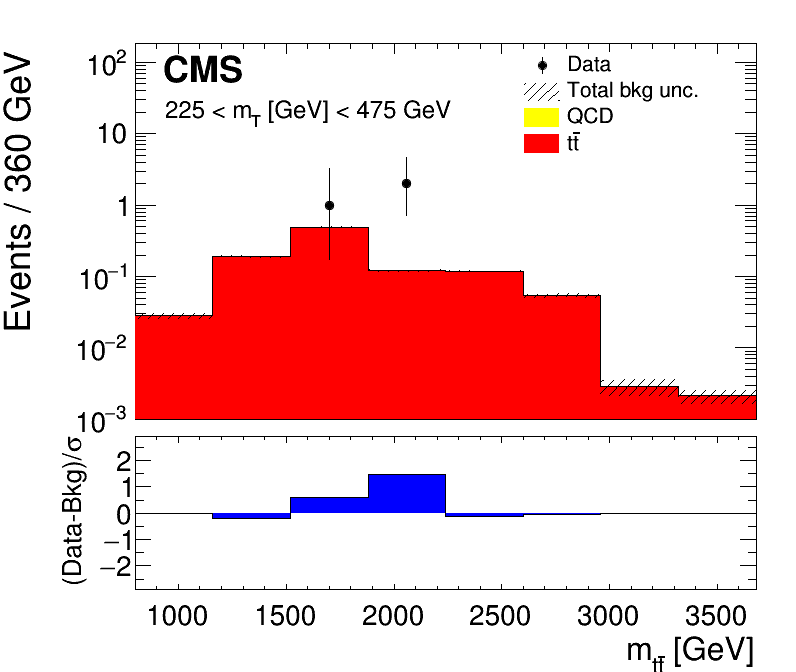 CMS
225 < m_T [GeV] < 475 GeV
Data
Total bkg unc.
QCD
tt̄
Events / 360 GeV
10²
10
1
10⁻¹
10⁻²
10⁻³
(Data-Bkg)/σ
2
1
0
−1
−2
1000 1500 2000 2500 3000 3500
m_tt̄ [GeV]